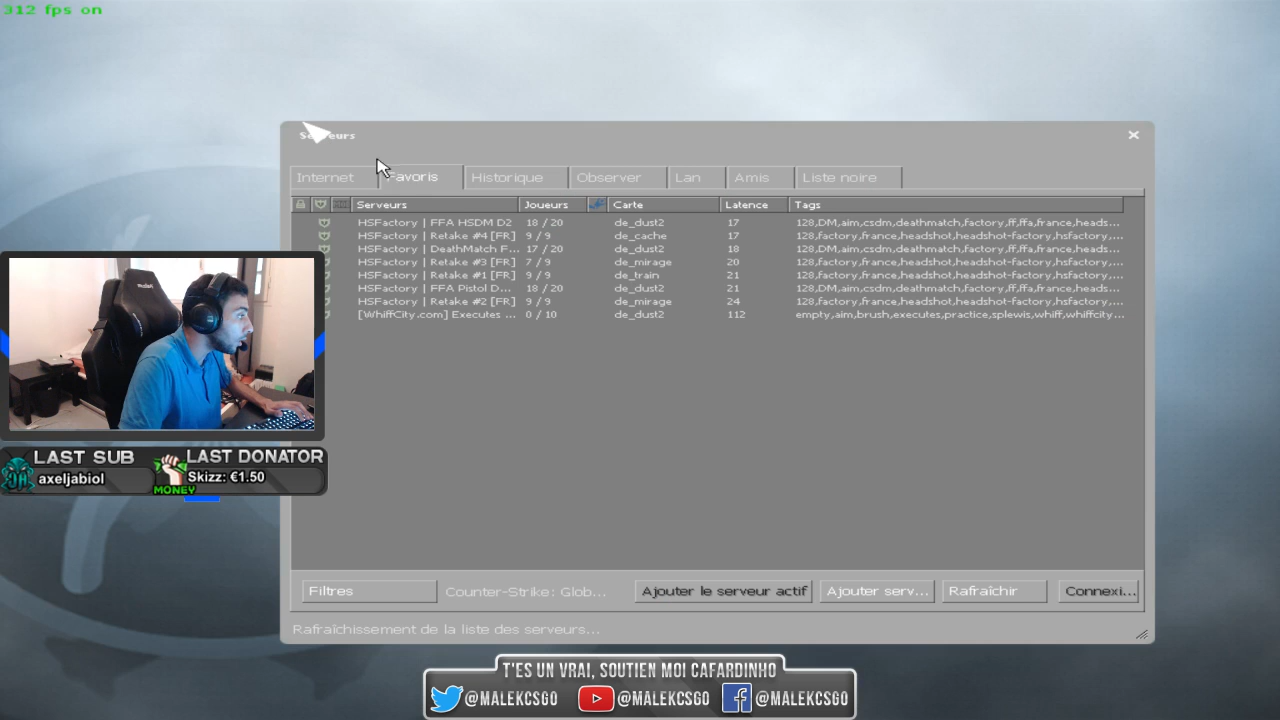 312 fps on
Serveurs
Internet Favoris Historique Observer Lan Amis Liste noire
Serveurs Joueurs Carte Latence Tags
HSFactory | FFA HSDM D2 18 / 20 de_dust2 17 128,DM,aim,csdm,deathmatch,factory,ff,ffa,france,heads...
HSFactory | Retake #4 [FR] 9 / 9 de_cache 17 128,factory,france,headshot,headshot-factory,hsfactory,...
HSFactory | DeathMatch F... 17 / 20 de_dust2 18 128,DM,aim,csdm,deathmatch,factory,ff,ffa,france,heads...
HSFactory | Retake #3 [FR] 7 / 9 de_mirage 20 128,factory,france,headshot,headshot-factory,hsfactory,...
HSFactory | Retake #1 [FR] 9 / 9 de_train 21 128,factory,france,headshot,headshot-factory,hsfactory,...
HSFactory | FFA Pistol D... 18 / 20 de_dust2 21 128,DM,aim,csdm,deathmatch,factory,ff,ffa,france,heads...
HSFactory | Retake #2 [FR] 9 / 9 de_mirage 24 128,factory,france,headshot,headshot-factory,hsfactory,...
[WhiffCity.com] Executes ... 0 / 10 de_dust2 112 empty,aim,brush,executes,practice,splewis,whiff,whiffcity...
LAST SUB
axeljabiol
LAST DONATOR
Skizz: €1.50
MONEY
Filtres Counter-Strike: Glob... Ajouter le serveur actif Ajouter serv... Rafraîchir Connexi...
Rafraîchissement de la liste des serveurs...
T'ES UN VRAI, SOUTIEN MOI CAFARDINHO
@MALEKCSGO @MALEKCSGO @MALEKCSGO